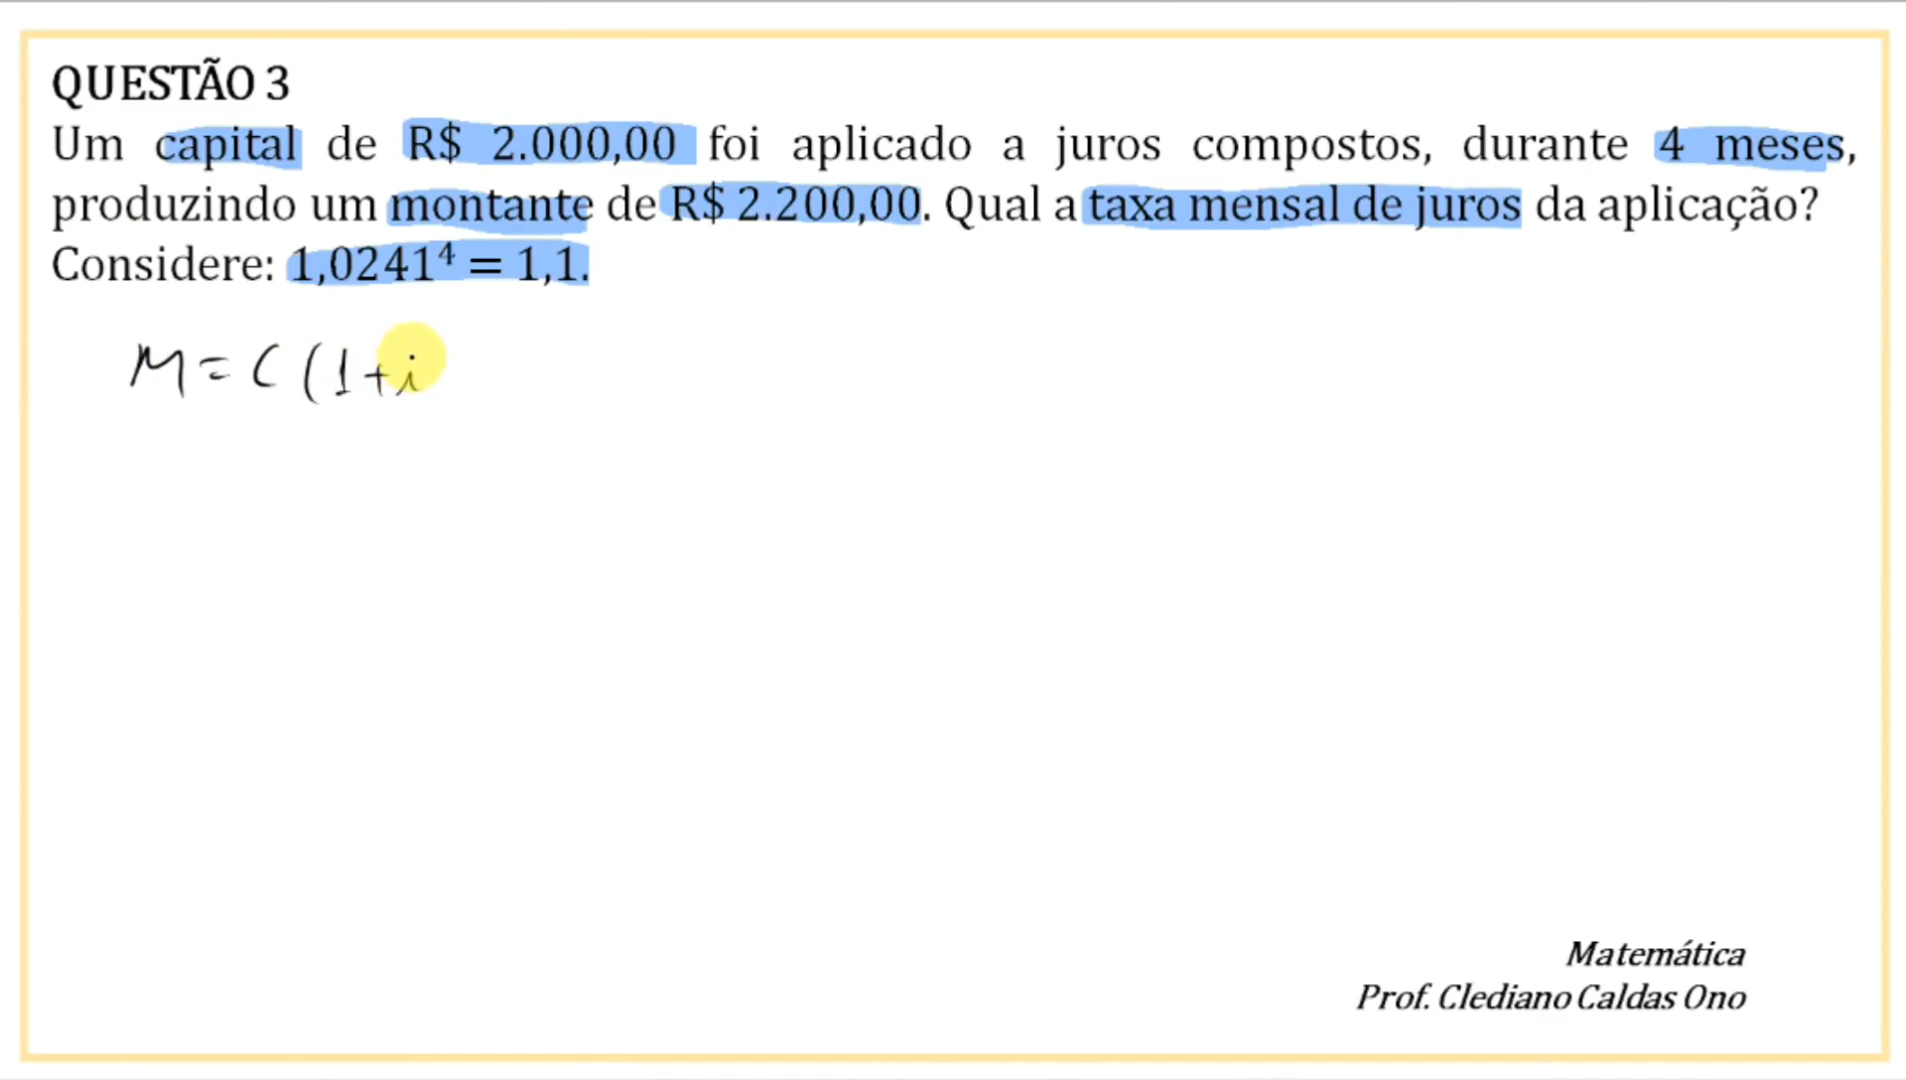 QUESTÃO 3
Um capital de R$ 2.000,00 foi aplicado a juros compostos, durante 4 meses,
produzindo um montante de R$ 2.200,00. Qual a taxa mensal de juros da aplicação?
Considere: 1,0241⁴ = 1,1.
M = C (1+i
Matemática
Prof. Clediano Caldas Ono